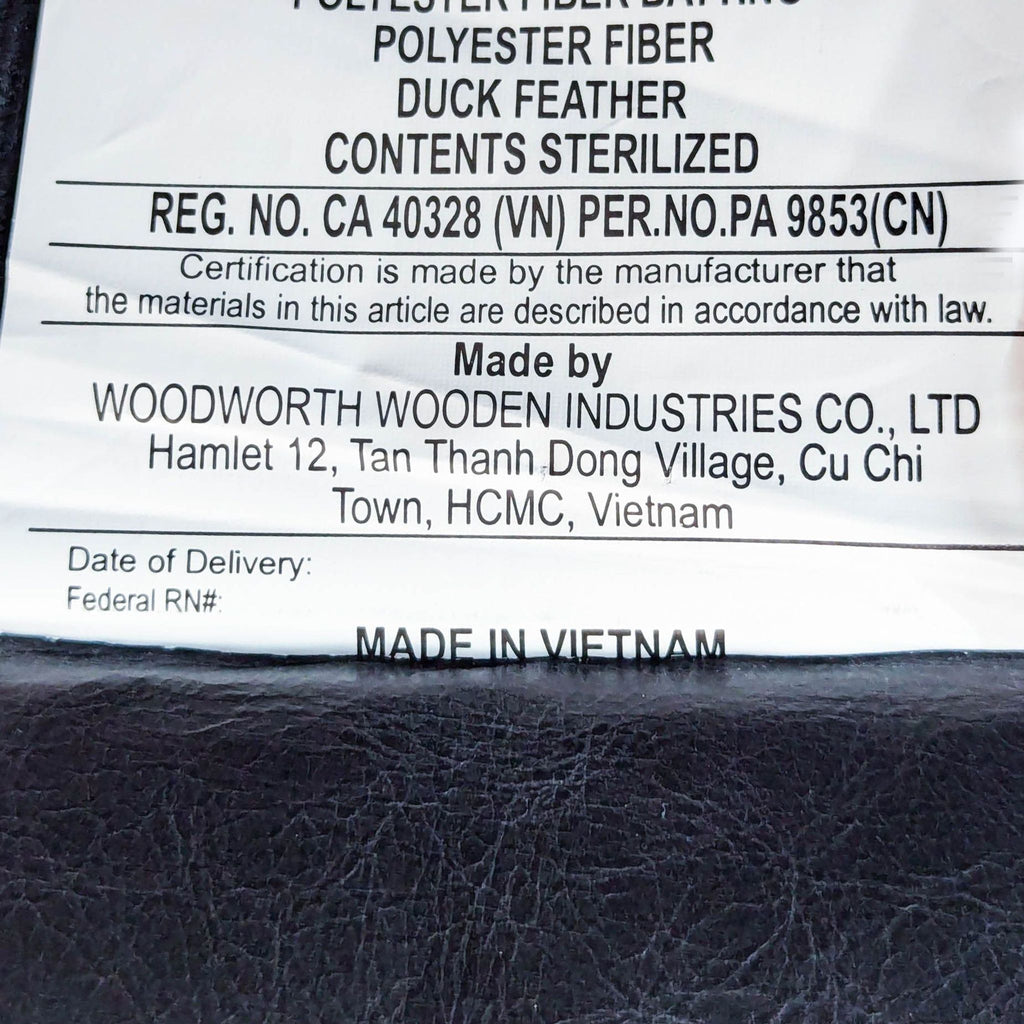 POLYESTER FIBER BATTING
POLYESTER FIBER
DUCK FEATHER
CONTENTS STERILIZED
REG. NO. CA 40328 (VN) PER.NO.PA 9853(CN)
Certification is made by the manufacturer that
the materials in this article are described in accordance with law.
Made by
WOODWORTH WOODEN INDUSTRIES CO., LTD
Hamlet 12, Tan Thanh Dong Village, Cu Chi
Town, HCMC, Vietnam
Date of Delivery:
Federal RN#:
MADE IN VIETNAM